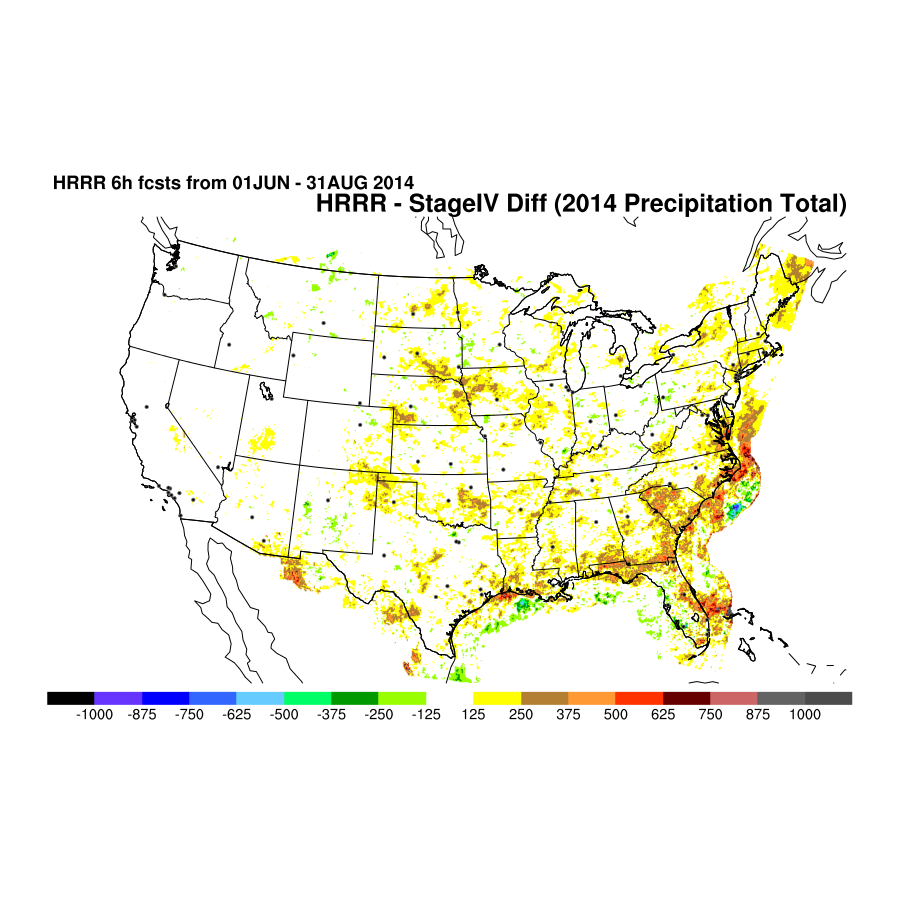 HRRR 6h fcsts from 01JUN - 31AUG 2014
HRRR - StageIV Diff (2014 Precipitation Total)
-1000 -875 -750 -625 -500 -375 -250 -125 125 250 375 500 625 750 875 1000